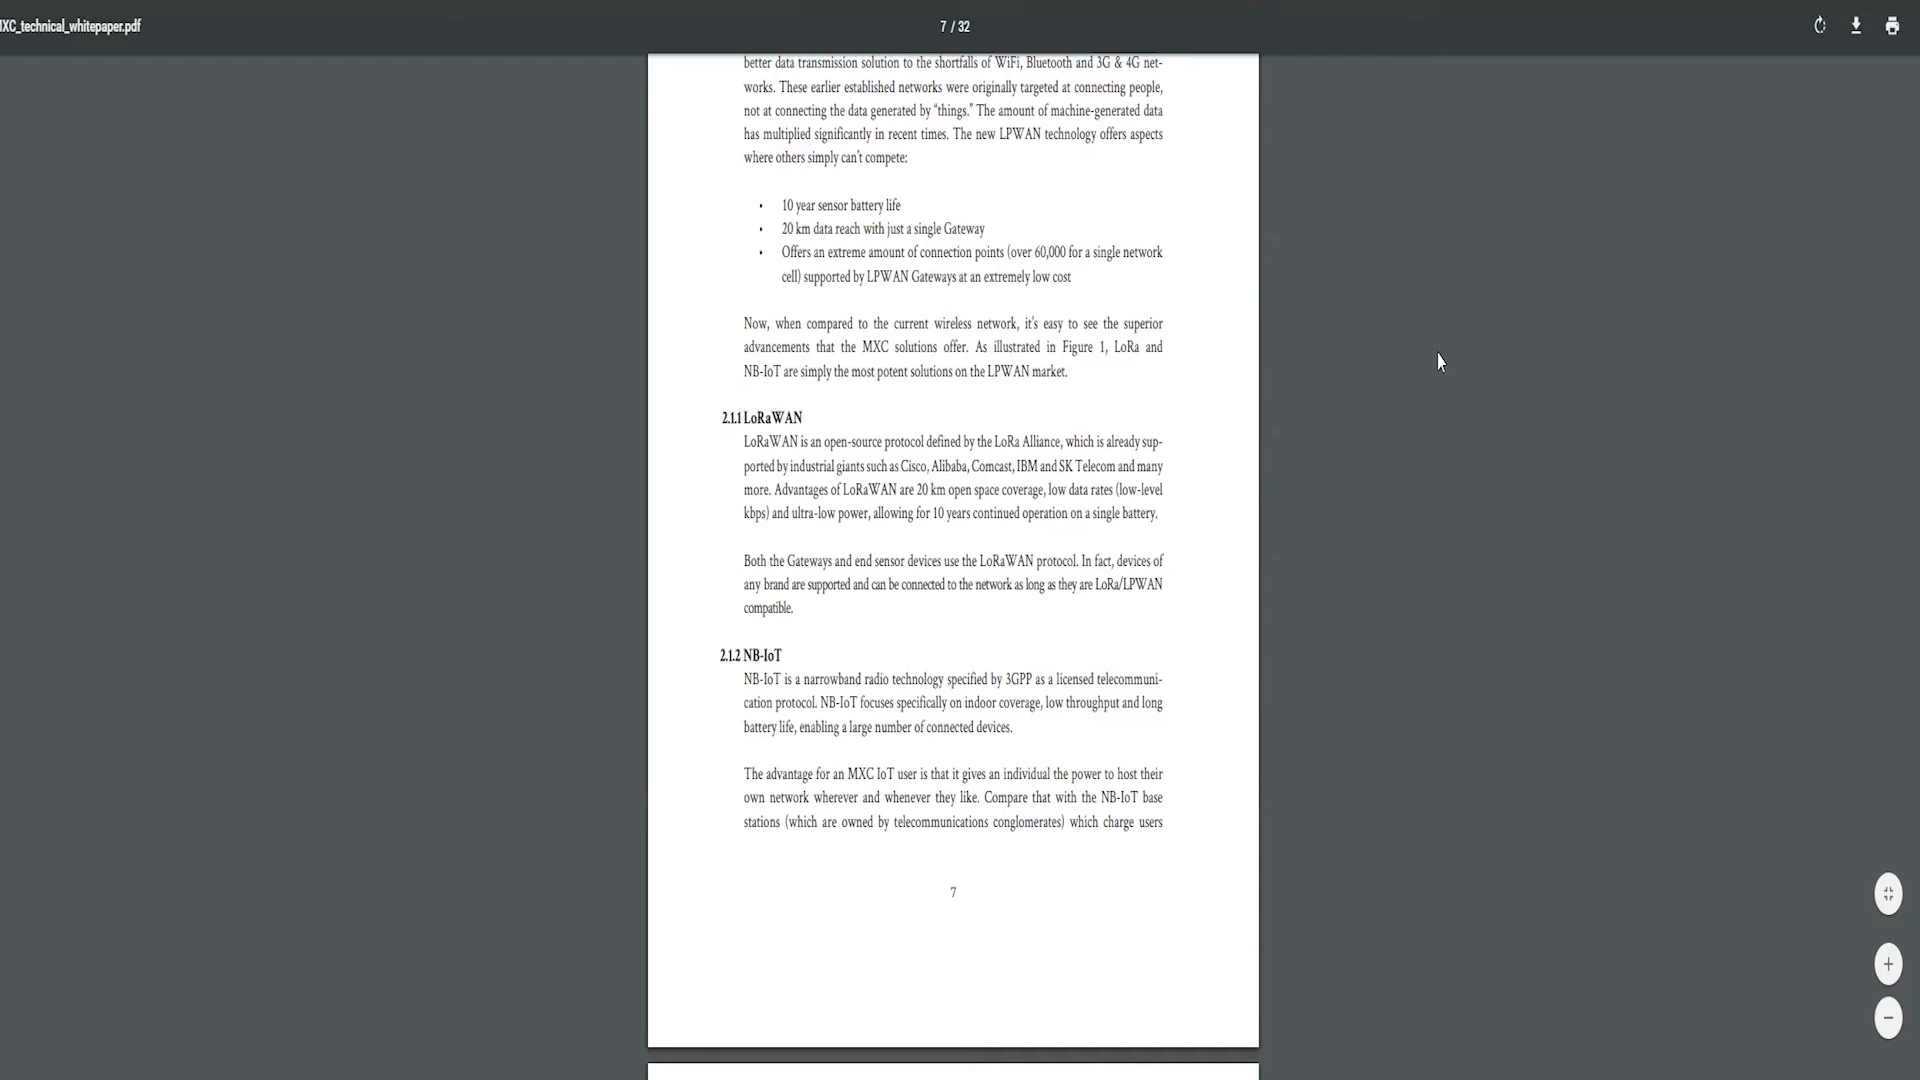 XC_technical_whitepaper.pdf
7 / 32
better data transmission solution to the shortfalls of WiFi, Bluetooth and 3G & 4G net-
works. These earlier established networks were originally targeted at connecting people,
not at connecting the data generated by “things.” The amount of machine-generated data
has multiplied significantly in recent times. The new LPWAN technology offers aspects
where others simply can’t compete:
• 10 year sensor battery life
• 20 km data reach with just a single Gateway
• Offers an extreme amount of connection points (over 60,000 for a single network
cell) supported by LPWAN Gateways at an extremely low cost
Now, when compared to the current wireless network, it’s easy to see the superior
advancements that the MXC solutions offer. As illustrated in Figure 1, LoRa and
NB-IoT are simply the most potent solutions on the LPWAN market.
2.1.1 LoRaWAN
LoRaWAN is an open-source protocol defined by the LoRa Alliance, which is already sup-
ported by industrial giants such as Cisco, Alibaba, Comcast, IBM and SK Telecom and many
more. Advantages of LoRaWAN are 20 km open space coverage, low data rates (low-level
kbps) and ultra-low power, allowing for 10 years continued operation on a single battery.
Both the Gateways and end sensor devices use the LoRaWAN protocol. In fact, devices of
any brand are supported and can be connected to the network as long as they are LoRa/LPWAN
compatible.
2.1.2 NB-IoT
NB-IoT is a narrowband radio technology specified by 3GPP as a licensed telecommuni-
cation protocol. NB-IoT focuses specifically on indoor coverage, low throughput and long
battery life, enabling a large number of connected devices.
The advantage for an MXC IoT user is that it gives an individual the power to host their
own network wherever and whenever they like. Compare that with the NB-IoT base
stations (which are owned by telecommunications conglomerates) which charge users
7